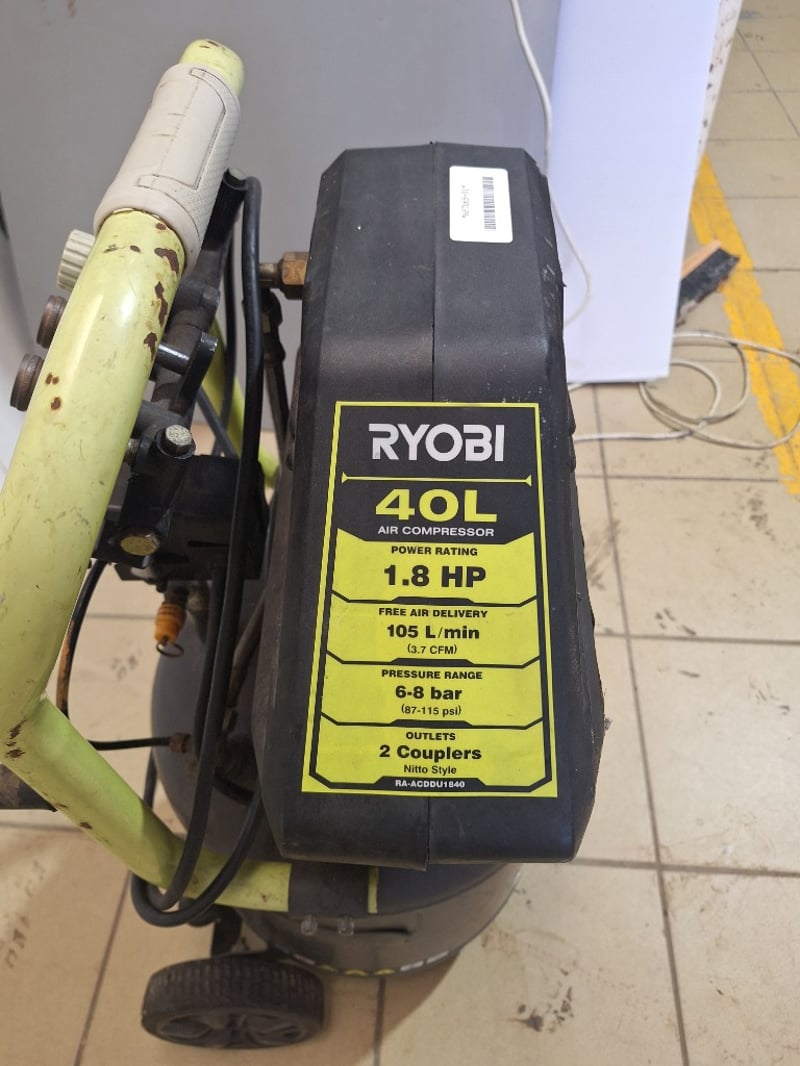 RYOBI
40L
AIR COMPRESSOR
POWER RATING
1.8 HP
FREE AIR DELIVERY
105 L/min
(3.7 CFM)
PRESSURE RANGE
6-8 bar
(87-115 psi)
OUTLETS
2 Couplers
Nitto Style
RA-ACDDU1840